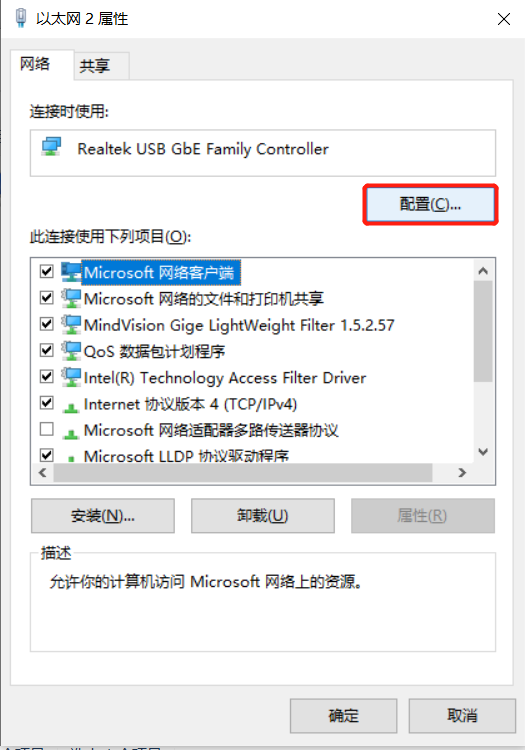 以太网 2 属性
网络
共享
连接时使用:
Realtek USB GbE Family Controller
配置(C)...
此连接使用下列项目(O):
Microsoft 网络客户端
Microsoft 网络的文件和打印机共享
MindVision Gige LightWeight Filter 1.5.2.57
QoS 数据包计划程序
Intel(R) Technology Access Filter Driver
Internet 协议版本 4 (TCP/IPv4)
Microsoft 网络适配器多路传送器协议
Microsoft LLDP 协议驱动程序
安装(N)...
卸载(U)
属性(R)
描述
允许你的计算机访问 Microsoft 网络上的资源。
确定
取消